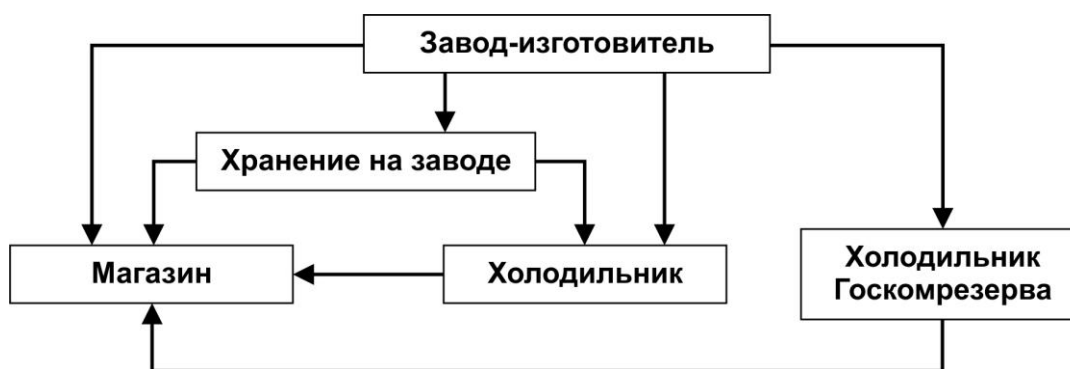 Завод-изготовитель
Хранение на заводе
Магазин
Холодильник
Холодильник
Госкомрезерва